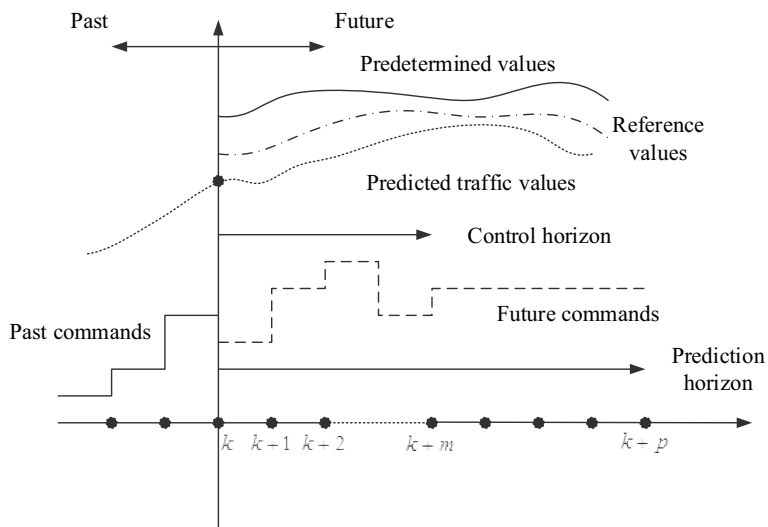 Past
Future
Predetermined values
Reference
values
Predicted traffic values
Control horizon
Past commands
Future commands
Prediction
horizon
k
k+1
k+2
k+m
k+p